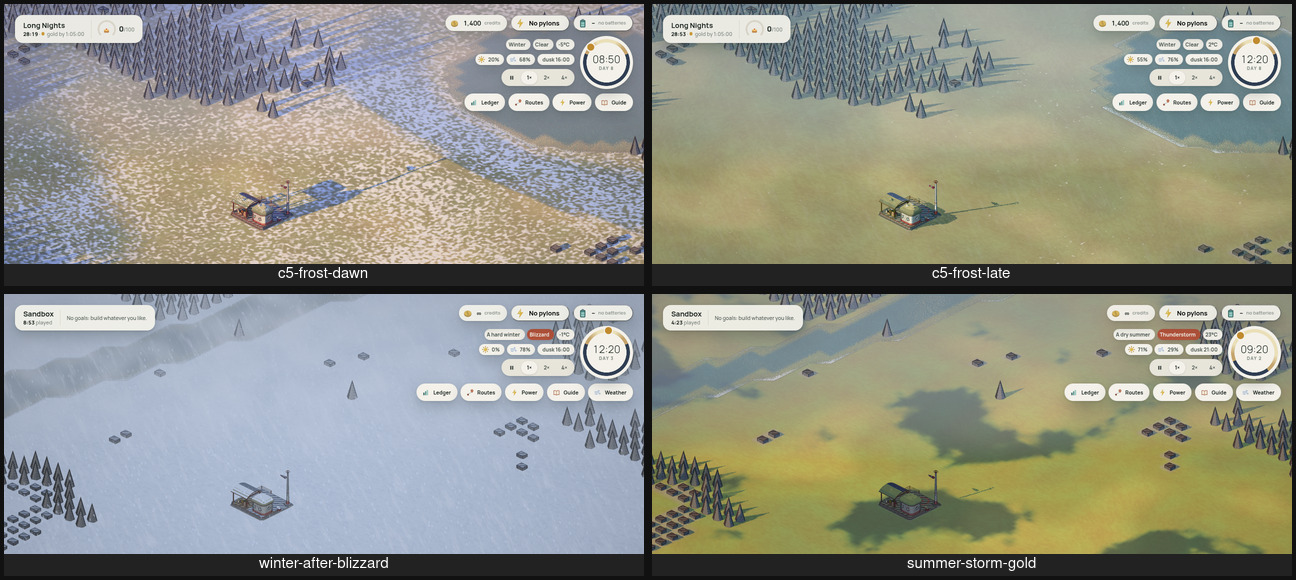 Long Nights
28:19 gold by 1:05:00
0/100
1,400 credits
No pylons
– no batteries
Winter
Clear
-5°C
20%
68%
dusk 16:00
1×
2×
4×
08:50
DAY 4
Ledger
Routes
Power
Guide
c5-frost-dawn
Long Nights
28:53 gold by 1:05:00
0/100
1,400 credits
No pylons
– no batteries
Winter
Clear
2°C
55%
76%
dusk 16:00
1×
2×
4×
12:20
DAY 4
Ledger
Routes
Power
Guide
c5-frost-late
Sandbox
8:53 played
No goals: build whatever you like.
∞ credits
No pylons
– no batteries
A hard winter
Blizzard
-1°C
0%
78%
dusk 16:00
1×
2×
4×
12:20
DAY 3
Ledger
Routes
Power
Guide
Weather
winter-after-blizzard
Sandbox
4:23 played
No goals: build whatever you like.
∞ credits
No pylons
– no batteries
A dry summer
Thunderstorm
23°C
71%
29%
dusk 21:00
1×
2×
4×
09:20
DAY 2
Ledger
Routes
Power
Guide
Weather
summer-storm-gold